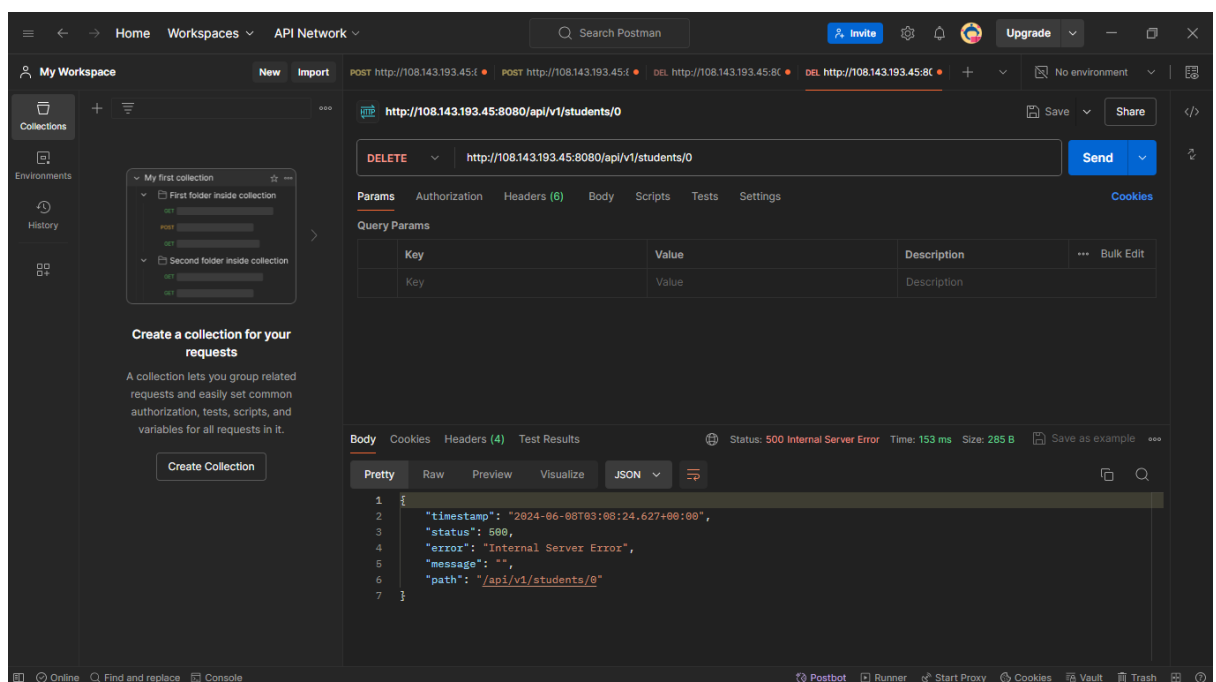 Home Workspaces API Network Search Postman Invite Upgrade
My Workspace New Import POST http://108.143.193.45:8 POST http://108.143.193.45:8 DEL http://108.143.193.45:80 DEL http://108.143.193.45:80 No environment
Collections
Environments
History
My first collection
First folder inside collection
GET
POST
GET
Second folder inside collection
GET
GET
Create a collection for your
requests
A collection lets you group related
requests and easily set common
authorization, tests, scripts, and
variables for all requests in it.
Create Collection
HTTP http://108.143.193.45:8080/api/v1/students/0 Save Share
DELETE http://108.143.193.45:8080/api/v1/students/0 Send
Params Authorization Headers (6) Body Scripts Tests Settings Cookies
Query Params
Key Value Description Bulk Edit
Key Value Description
Body Cookies Headers (4) Test Results Status: 500 Internal Server Error Time: 153 ms Size: 285 B Save as example
Pretty Raw Preview Visualize JSON
1 {
2 "timestamp": "2024-06-08T03:08:24.627+00:00",
3 "status": 500,
4 "error": "Internal Server Error",
5 "message": "",
6 "path": "/api/v1/students/0"
7 }
Online Find and replace Console Postbot Runner Start Proxy Cookies Vault Trash